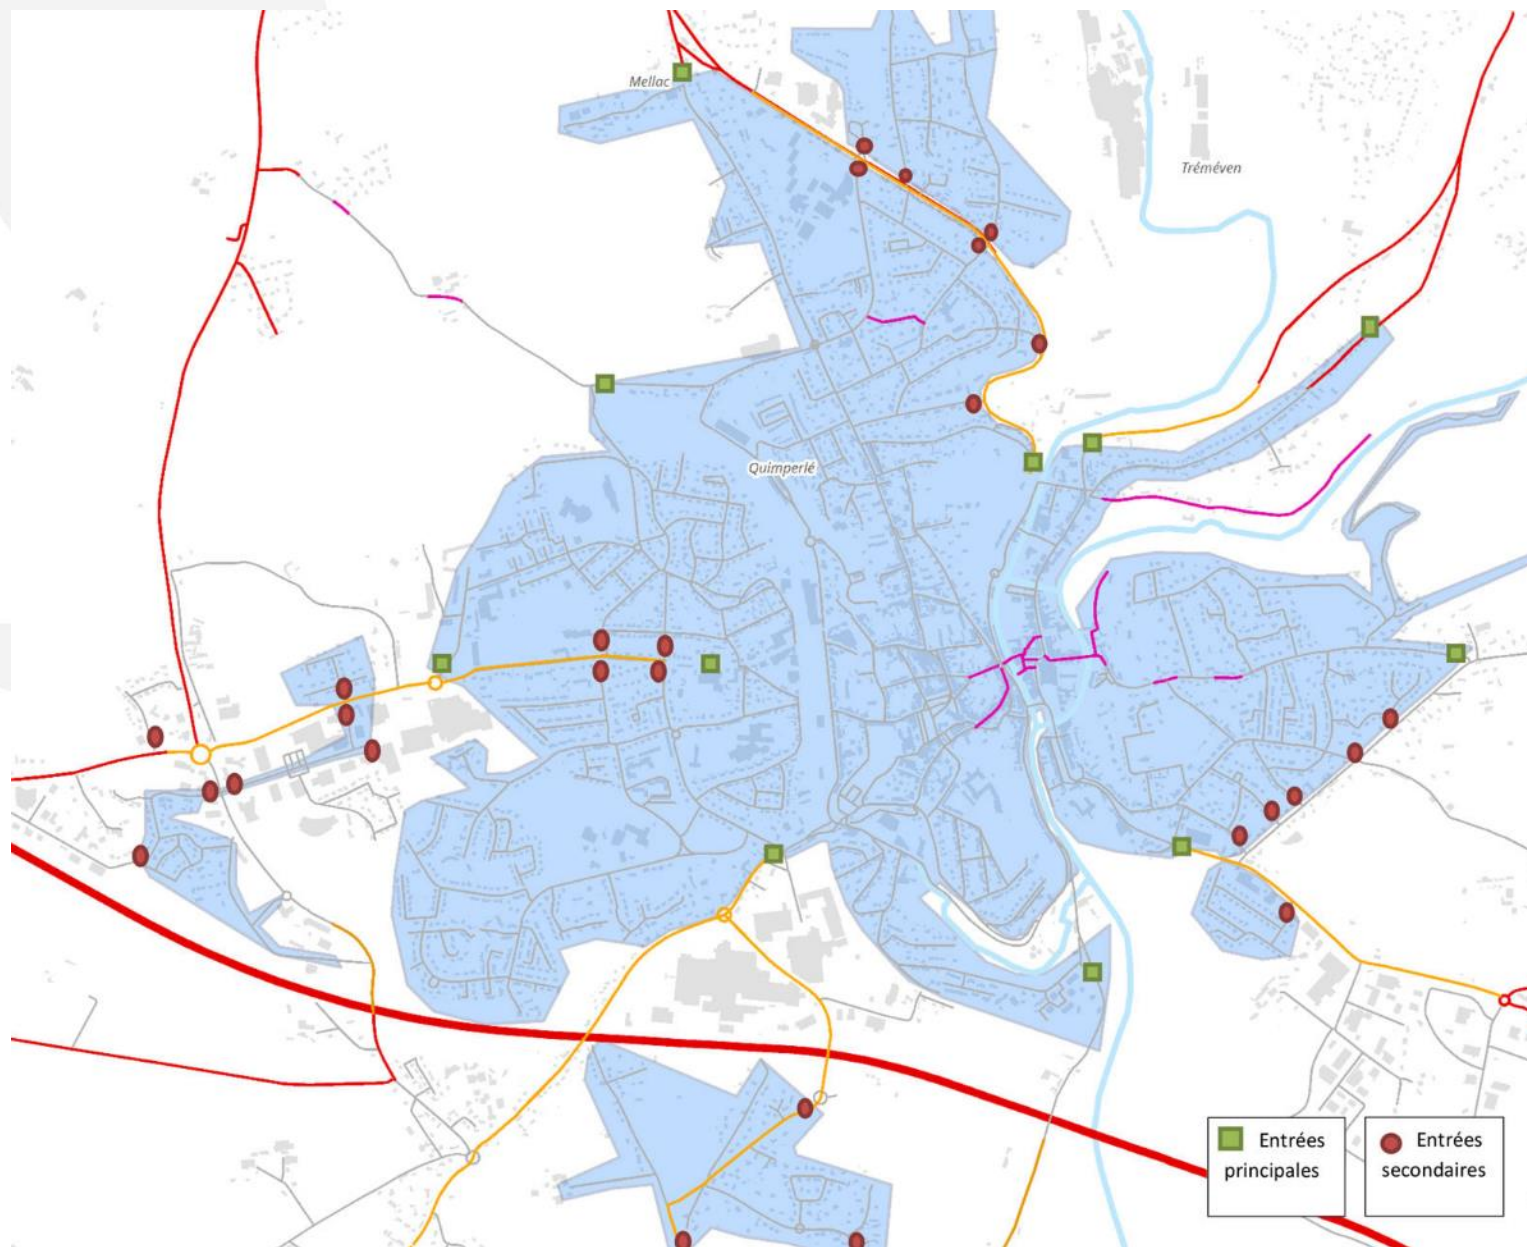 Mellac
Tréméven
Quimperlé
Entrées
principales
Entrées
secondaires